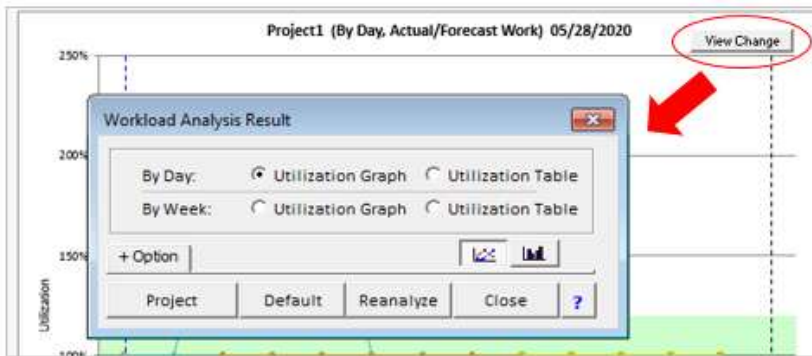 Project1 (By Day, Actual/Forecast Work) 05/28/2020
View Change
250%
Workload Analysis Result
200%
By Day: Utilization Graph Utilization Table
By Week: Utilization Graph Utilization Table
150%
+ Option
Project Default Reanalyze Close ?
Utilization
100%